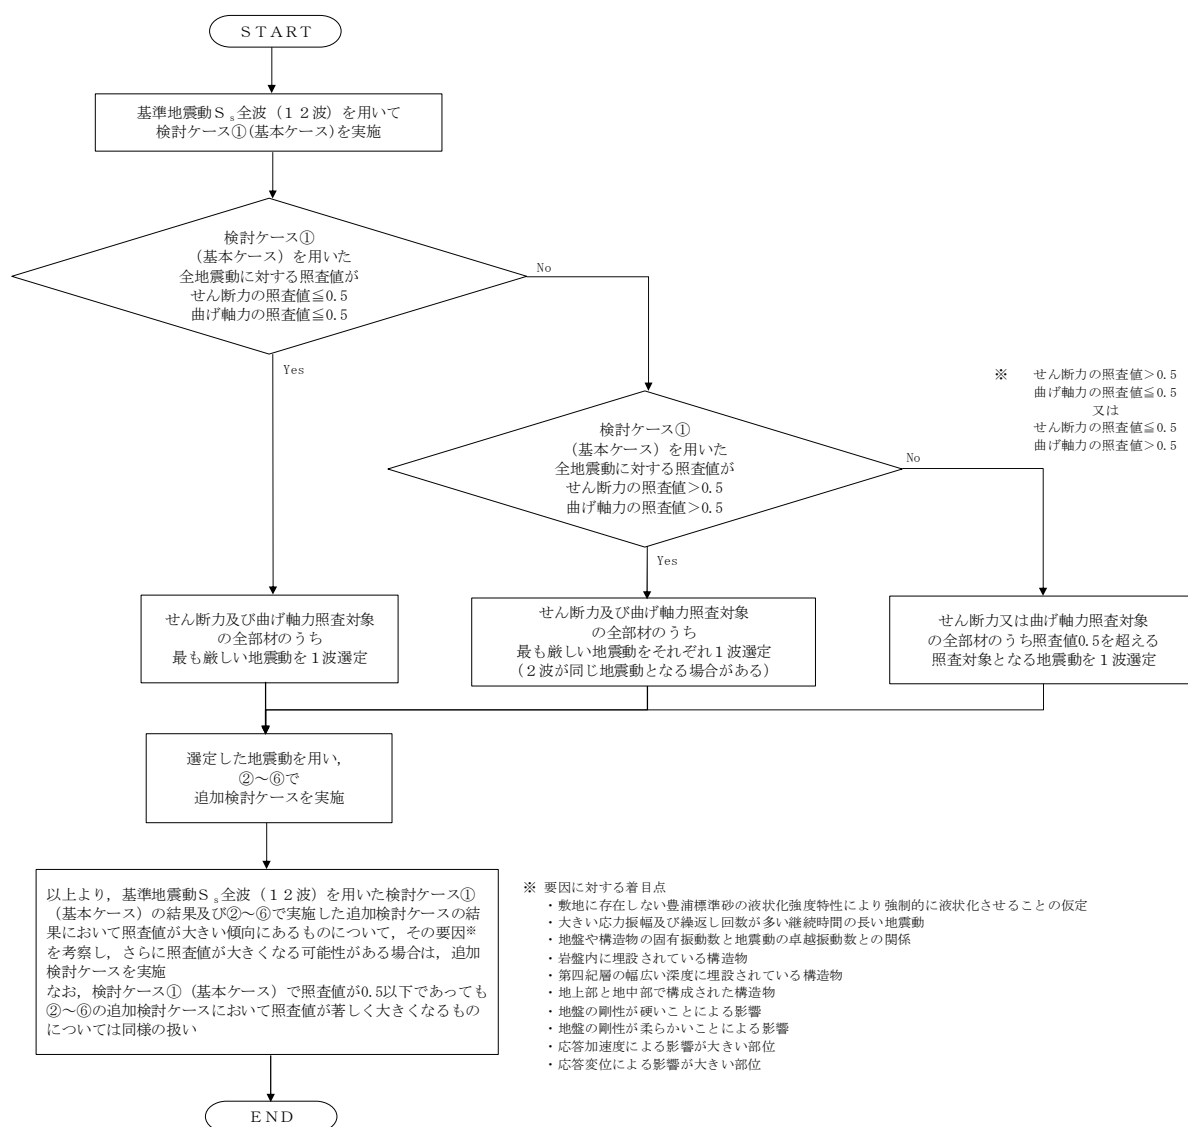 START
基準地震動Ｓｓ全波（１２波）を用いて
検討ケース①(基本ケース)を実施
検討ケース①
（基本ケース）を用いた
全地震動に対する照査値が
せん断力の照査値≦0.5
曲げ軸力の照査値≦0.5
No
Yes
※ せん断力の照査値＞0.5
曲げ軸力の照査値≦0.5
又は
せん断力の照査値≦0.5
曲げ軸力の照査値＞0.5
検討ケース①
（基本ケース）を用いた
全地震動に対する照査値が
せん断力の照査値＞0.5
曲げ軸力の照査値＞0.5
No
Yes
せん断力及び曲げ軸力照査対象
の全部材のうち
最も厳しい地震動を１波選定
せん断力及び曲げ軸力照査対象
の全部材のうち
最も厳しい地震動をそれぞれ１波選定
（２波が同じ地震動となる場合がある）
せん断力又は曲げ軸力照査対象
の全部材のうち照査値0.5を超える
照査対象となる地震動を１波選定
選定した地震動を用い，
②～⑥で
追加検討ケースを実施
以上より，基準地震動Ｓｓ全波（１２波）を用いた検討ケース①
（基本ケース）の結果及び②～⑥で実施した追加検討ケースの結
果において照査値が大きい傾向にあるものについて，その要因※
を考察し，さらに照査値が大きくなる可能性がある場合は，追加
検討ケースを実施
なお，検討ケース①（基本ケース）で照査値が0.5以下であっても
②～⑥の追加検討ケースにおいて照査値が著しく大きくなるもの
については同様の扱い
※ 要因に対する着目点
・敷地に存在しない豊浦標準砂の液状化強度特性により強制的に液状化させることの仮定
・大きい応力振幅及び繰返し回数が多い継続時間の長い地震動
・地盤や構造物の固有振動数と地震動の卓越振動数との関係
・岩盤内に埋設されている構造物
・第四紀層の幅広い深度に埋設されている構造物
・地上部と地中部で構成された構造物
・地盤の剛性が硬いことによる影響
・地盤の剛性が柔らかいことによる影響
・応答加速度による影響が大きい部位
・応答変位による影響が大きい部位
END